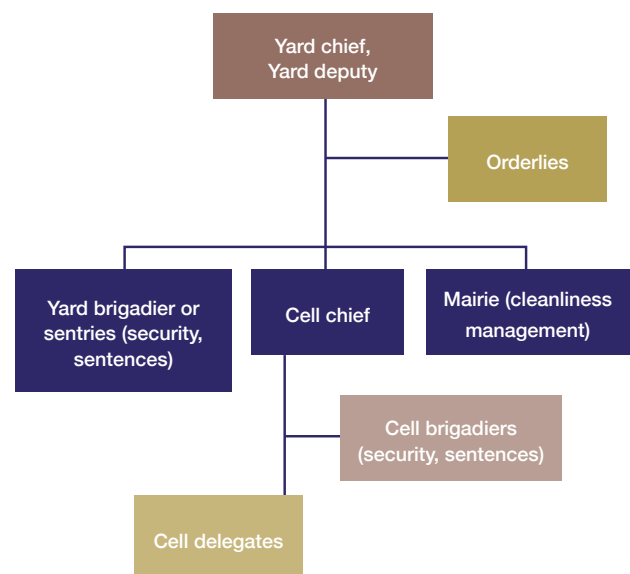 Yard chief,
Yard deputy
Orderlies
Yard brigadier or
sentries (security,
sentences)
Cell chief
Mairie (cleanliness
management)
Cell brigadiers
(security, sentences)
Cell delegates